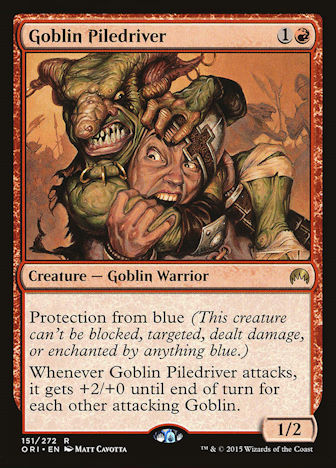 Goblin Piledriver 1
Creature — Goblin Warrior
Protection from blue (This creature
can't be blocked, targeted, dealt damage,
or enchanted by anything blue.)
Whenever Goblin Piledriver attacks,
it gets +2/+0 until end of turn for
each other attacking Goblin.
1/2
151/272 R
ORI • EN Matt Cavotta
™ & © 2015 Wizards of the Coast